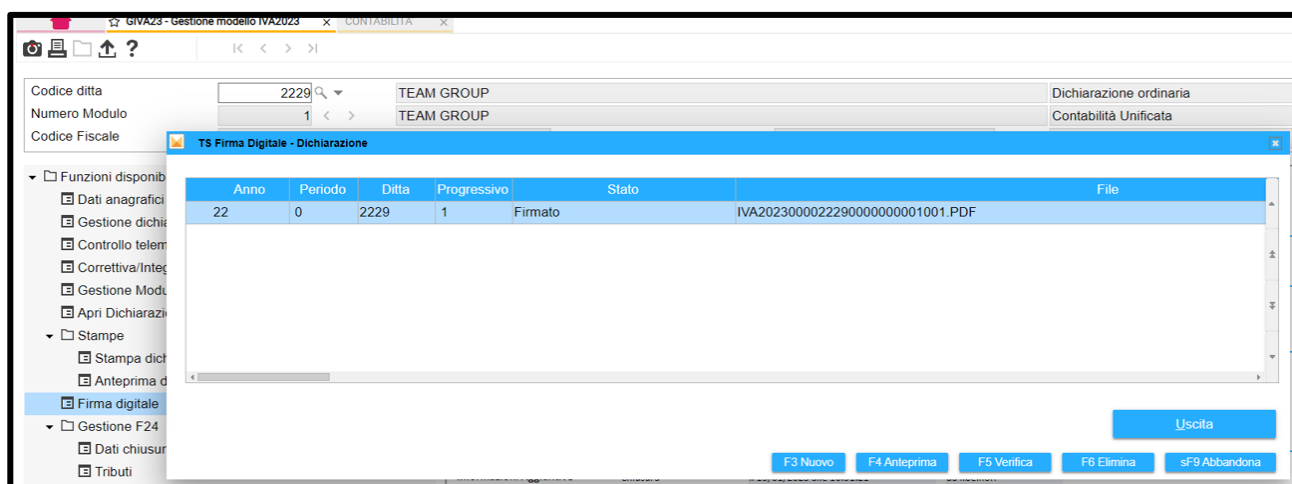 GIVA23 - Gestione modello IVA2023 x CONTABILITÀ x
?
Codice ditta 2229 TEAM GROUP Dichiarazione ordinaria
Numero Modulo 1 TEAM GROUP Contabilità Unificata
Codice Fiscale
TS Firma Digitale - Dichiarazione
Funzioni disponib
Anno Periodo Ditta Progressivo Stato File
Dati anagrafici
22 0 2229 1 Firmato IVA2023000022290000000001001.PDF
Gestione dichia
Controllo telem
Correttiva/Integ
Gestione Modu
Apri Dichiarazi
Stampe
Stampa dich
Anteprima d
Firma digitale
Uscita
Gestione F24
Dati chiusur
F3 Nuovo F4 Anteprima F5 Verifica F6 Elimina sF9 Abbandona
Tributi